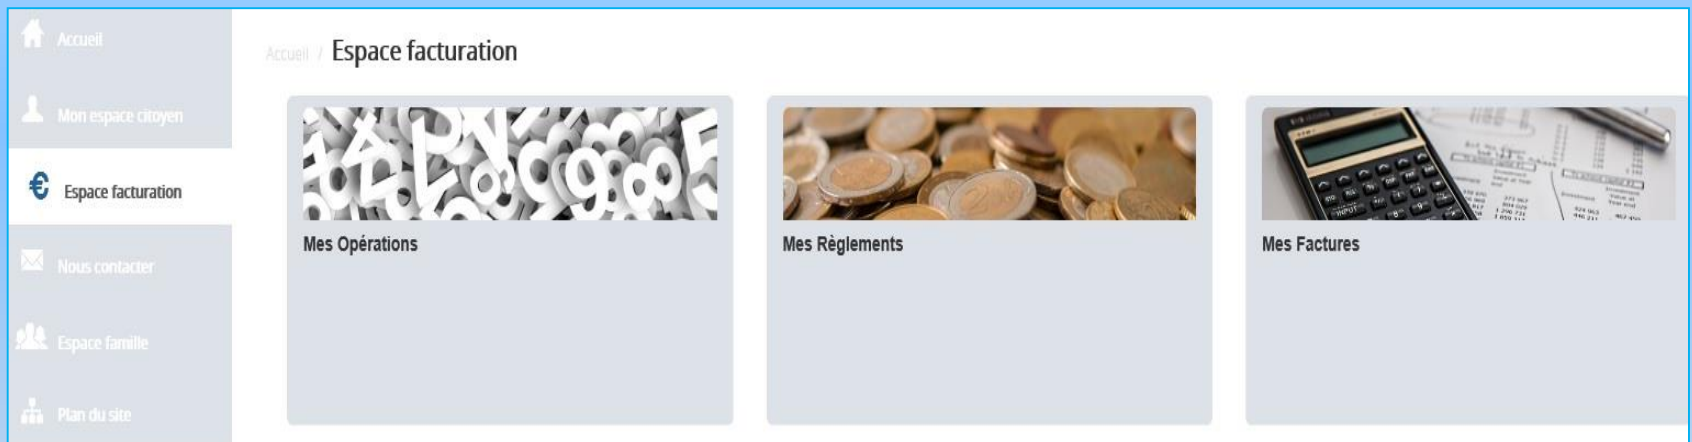 Accueil
Mon espace citoyen
€ Espace facturation
Nous contacter
Espace famille
Plan du site
Accueil / Espace facturation
Mes Opérations
Mes Règlements
Mes Factures